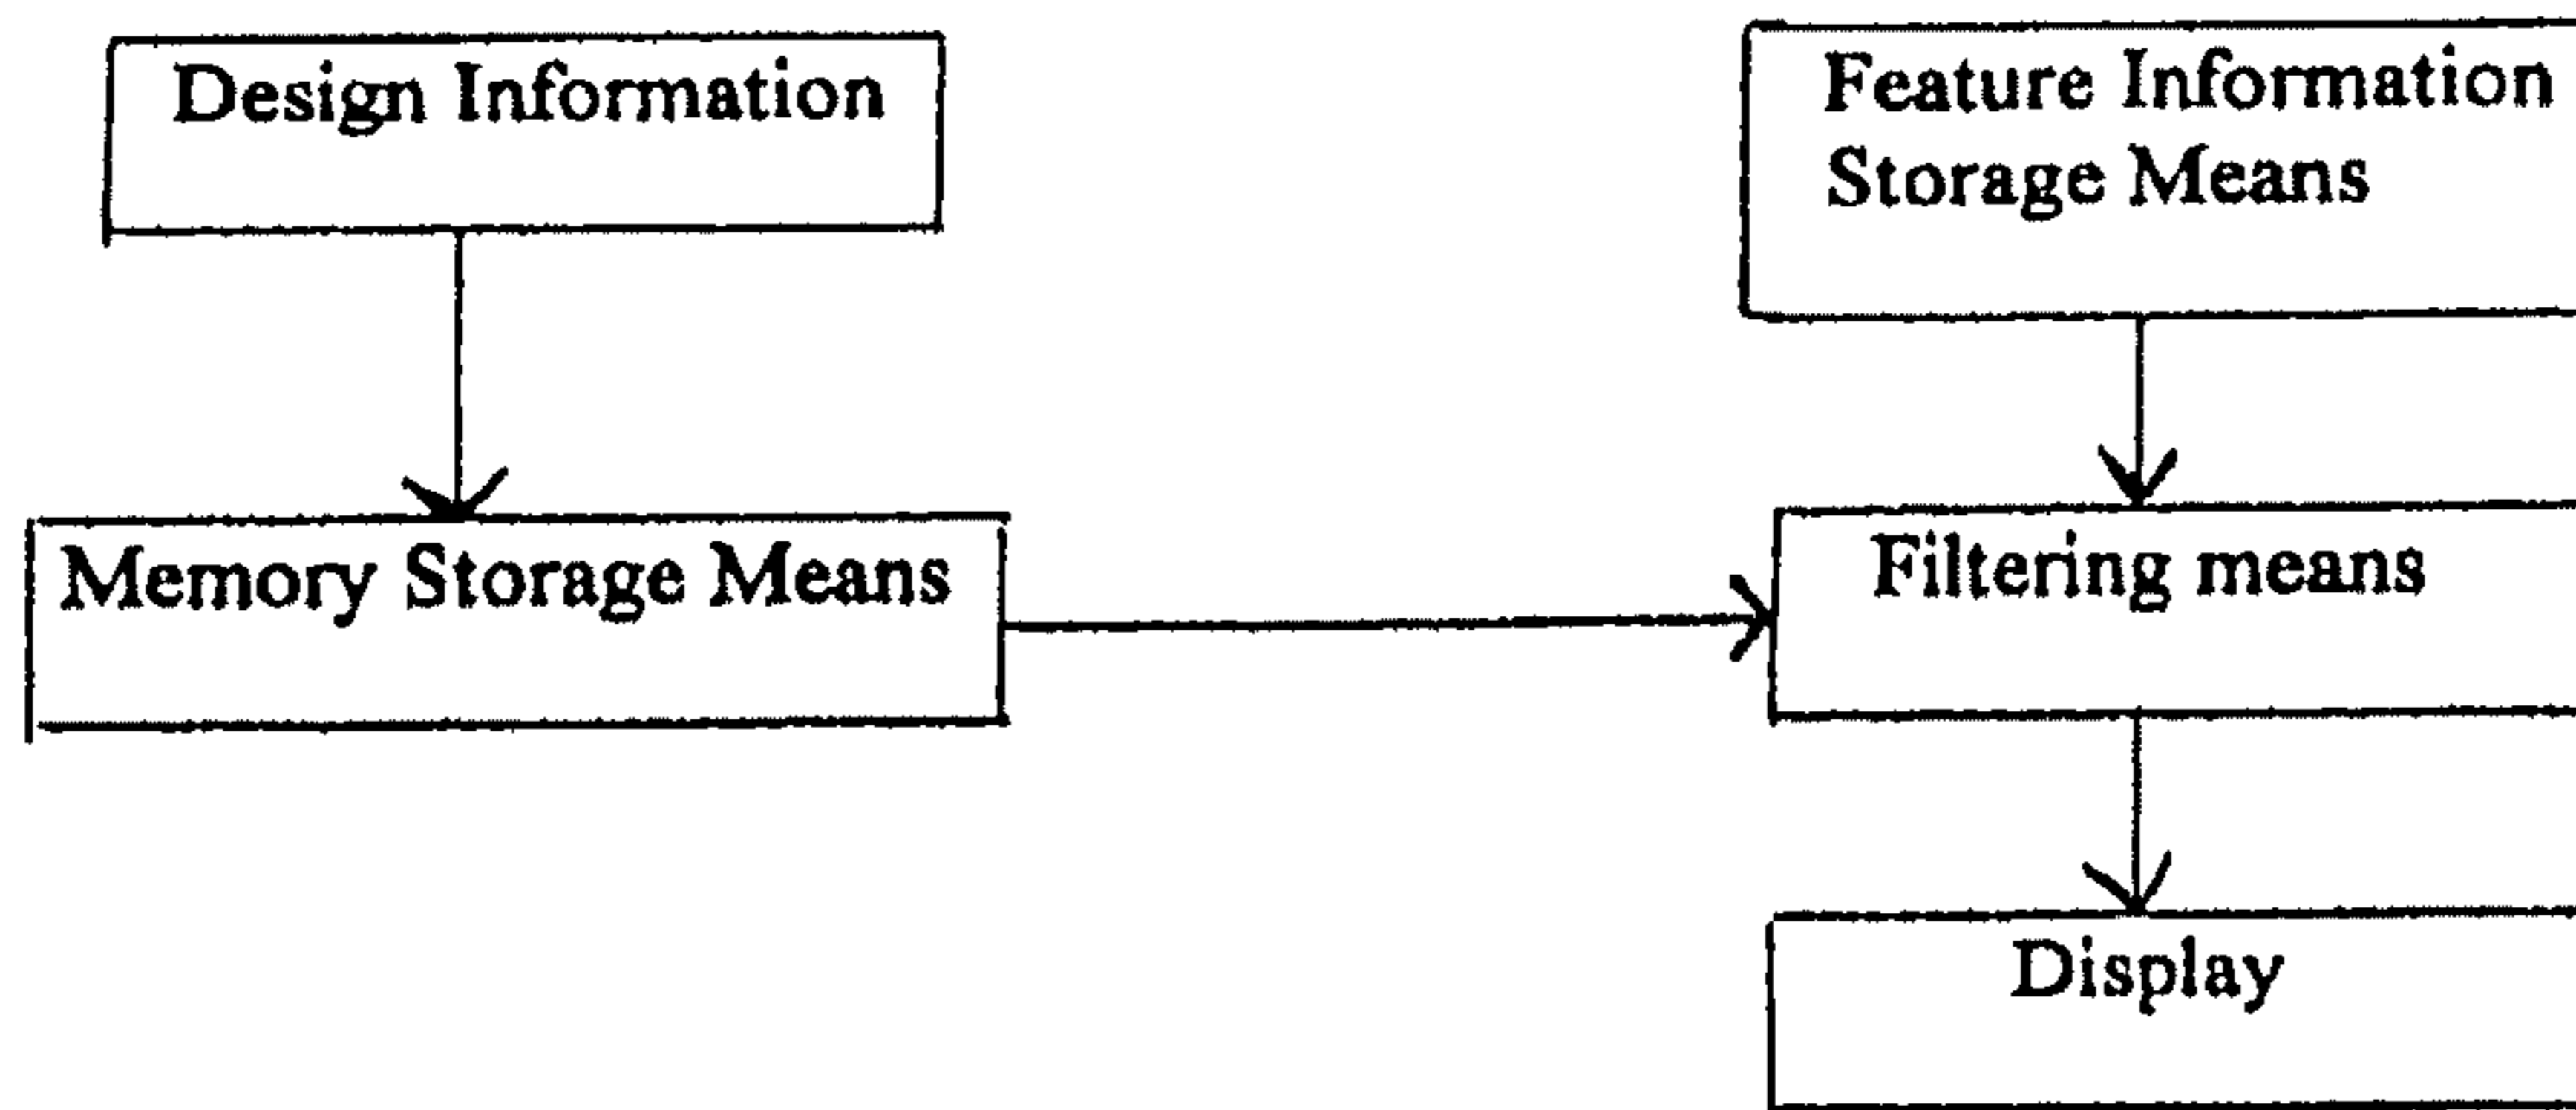 Design Information
Feature Information
Storage Means
Memory Storage Means
Filtering means
Display